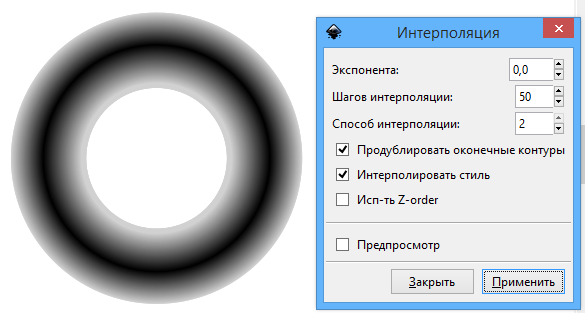 Интерполяция
Экспонента: 0,0
Шагов интерполяции: 50
Способ интерполяции: 2
Продублировать оконечные контуры
Интерполировать стиль
Исп-ть Z-order
Предпросмотр
Закрыть Применить